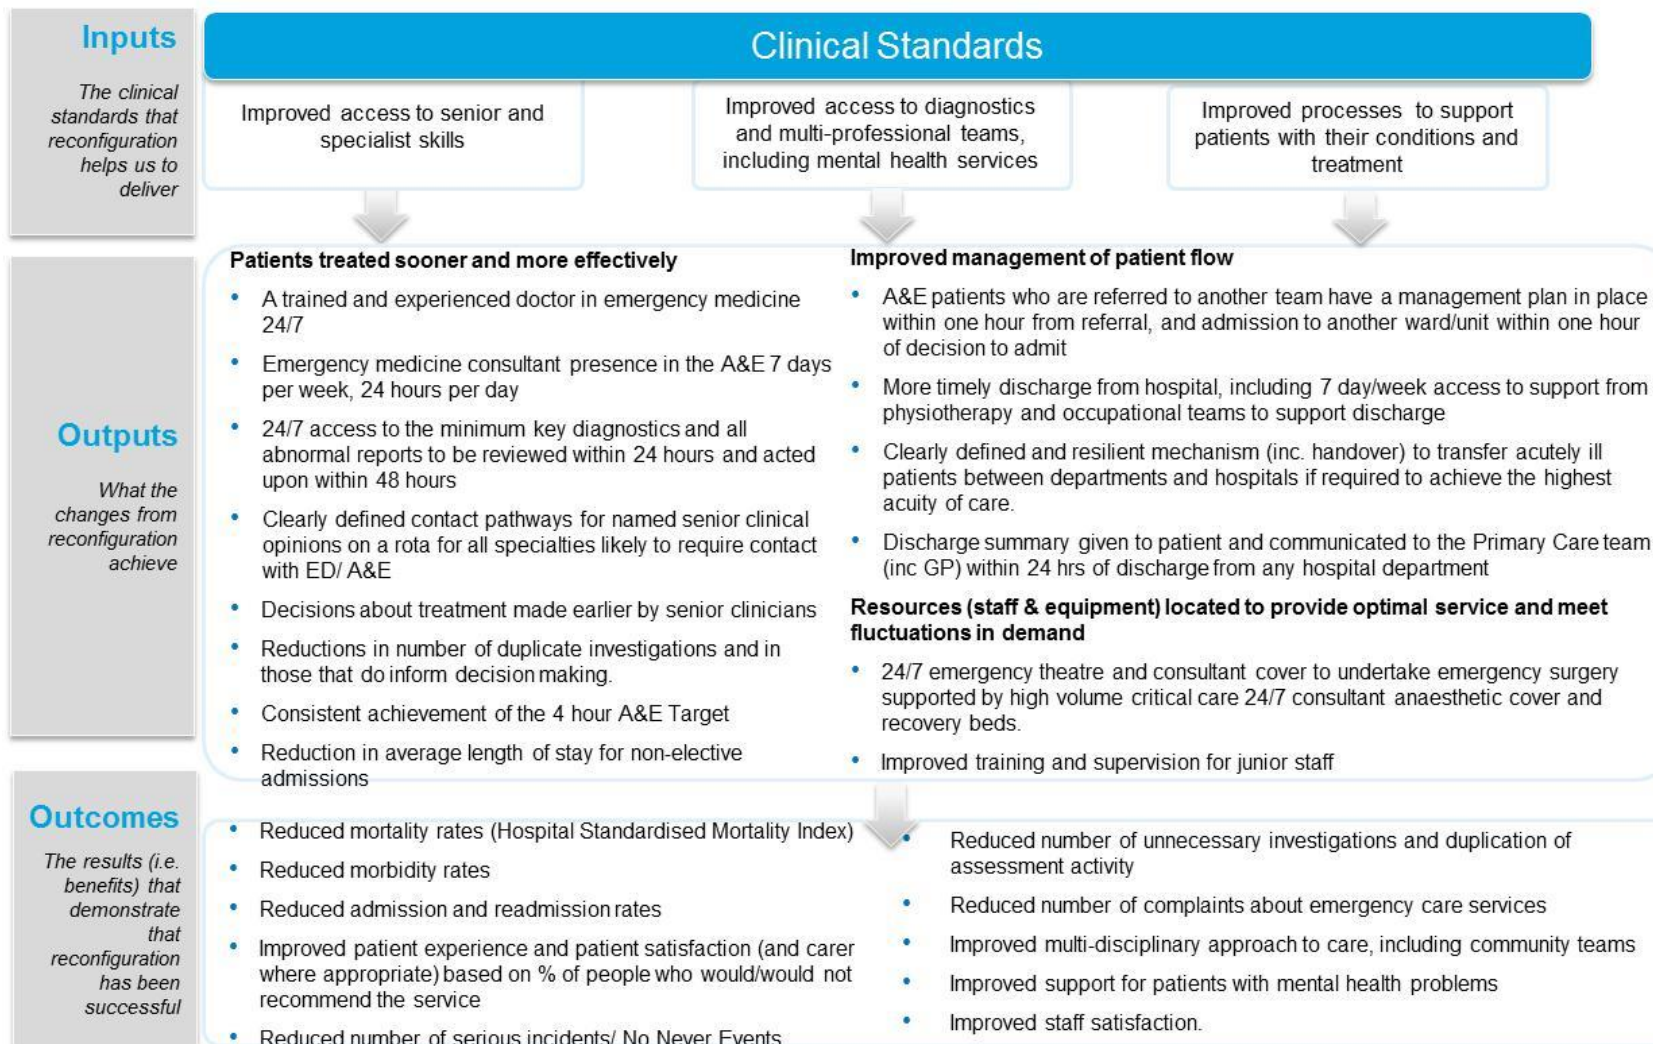 Inputs
The clinical
standards that
reconfiguration
helps us to
deliver
Clinical Standards
Improved access to senior and
specialist skills
Improved access to diagnostics
and multi-professional teams,
including mental health services
Improved processes to support
patients with their conditions and
treatment
Outputs
What the
changes from
reconfiguration
achieve
Patients treated sooner and more effectively
• A trained and experienced doctor in emergency medicine
24/7
• Emergency medicine consultant presence in the A&E 7 days
per week, 24 hours per day
• 24/7 access to the minimum key diagnostics and all
abnormal reports to be reviewed within 24 hours and acted
upon within 48 hours
• Clearly defined contact pathways for named senior clinical
opinions on a rota for all specialties likely to require contact
with ED/ A&E
• Decisions about treatment made earlier by senior clinicians
• Reductions in number of duplicate investigations and in
those that do inform decision making.
• Consistent achievement of the 4 hour A&E Target
• Reduction in average length of stay for non-elective
admissions
Improved management of patient flow
• A&E patients who are referred to another team have a management plan in place
within one hour from referral, and admission to another ward/unit within one hour
of decision to admit
• More timely discharge from hospital, including 7 day/week access to support from
physiotherapy and occupational teams to support discharge
• Clearly defined and resilient mechanism (inc. handover) to transfer acutely ill
patients between departments and hospitals if required to achieve the highest
acuity of care.
• Discharge summary given to patient and communicated to the Primary Care team
(inc GP) within 24 hrs of discharge from any hospital department
Resources (staff & equipment) located to provide optimal service and meet
fluctuations in demand
• 24/7 emergency theatre and consultant cover to undertake emergency surgery
supported by high volume critical care 24/7 consultant anaesthetic cover and
recovery beds.
• Improved training and supervision for junior staff
Outcomes
The results (i.e.
benefits) that
demonstrate
that
reconfiguration
has been
successful
• Reduced mortality rates (Hospital Standardised Mortality Index)
• Reduced morbidity rates
• Reduced admission and readmission rates
• Improved patient experience and patient satisfaction (and carer
where appropriate) based on % of people who would/would not
recommend the service
• Reduced number of serious incidents/ No Never Events
• Reduced number of unnecessary investigations and duplication of
assessment activity
• Reduced number of complaints about emergency care services
• Improved multi-disciplinary approach to care, including community teams
• Improved support for patients with mental health problems
• Improved staff satisfaction.